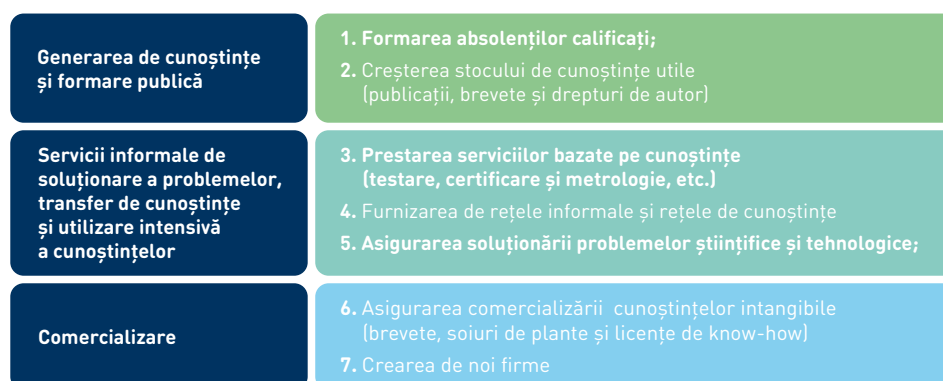 Generarea de cunoștințe
și formare publică
1. Formarea absolenților calificați;
2. Creșterea stocului de cunoștințe utile
(publicații, brevete și drepturi de autor)
Servicii informale de
soluționare a problemelor,
transfer de cunoștințe
și utilizare intensivă
a cunoștințelor
3. Prestarea serviciilor bazate pe cunoștințe
(testare, certificare și metrologie, etc.)
4. Furnizarea de rețele informale și rețele de cunoștințe
5. Asigurarea soluționării problemelor științifice și tehnologice;
Comercializare
6. Asigurarea comercializării cunoștințelor intangibile
(brevete, soiuri de plante și licențe de know-how)
7. Crearea de noi firme